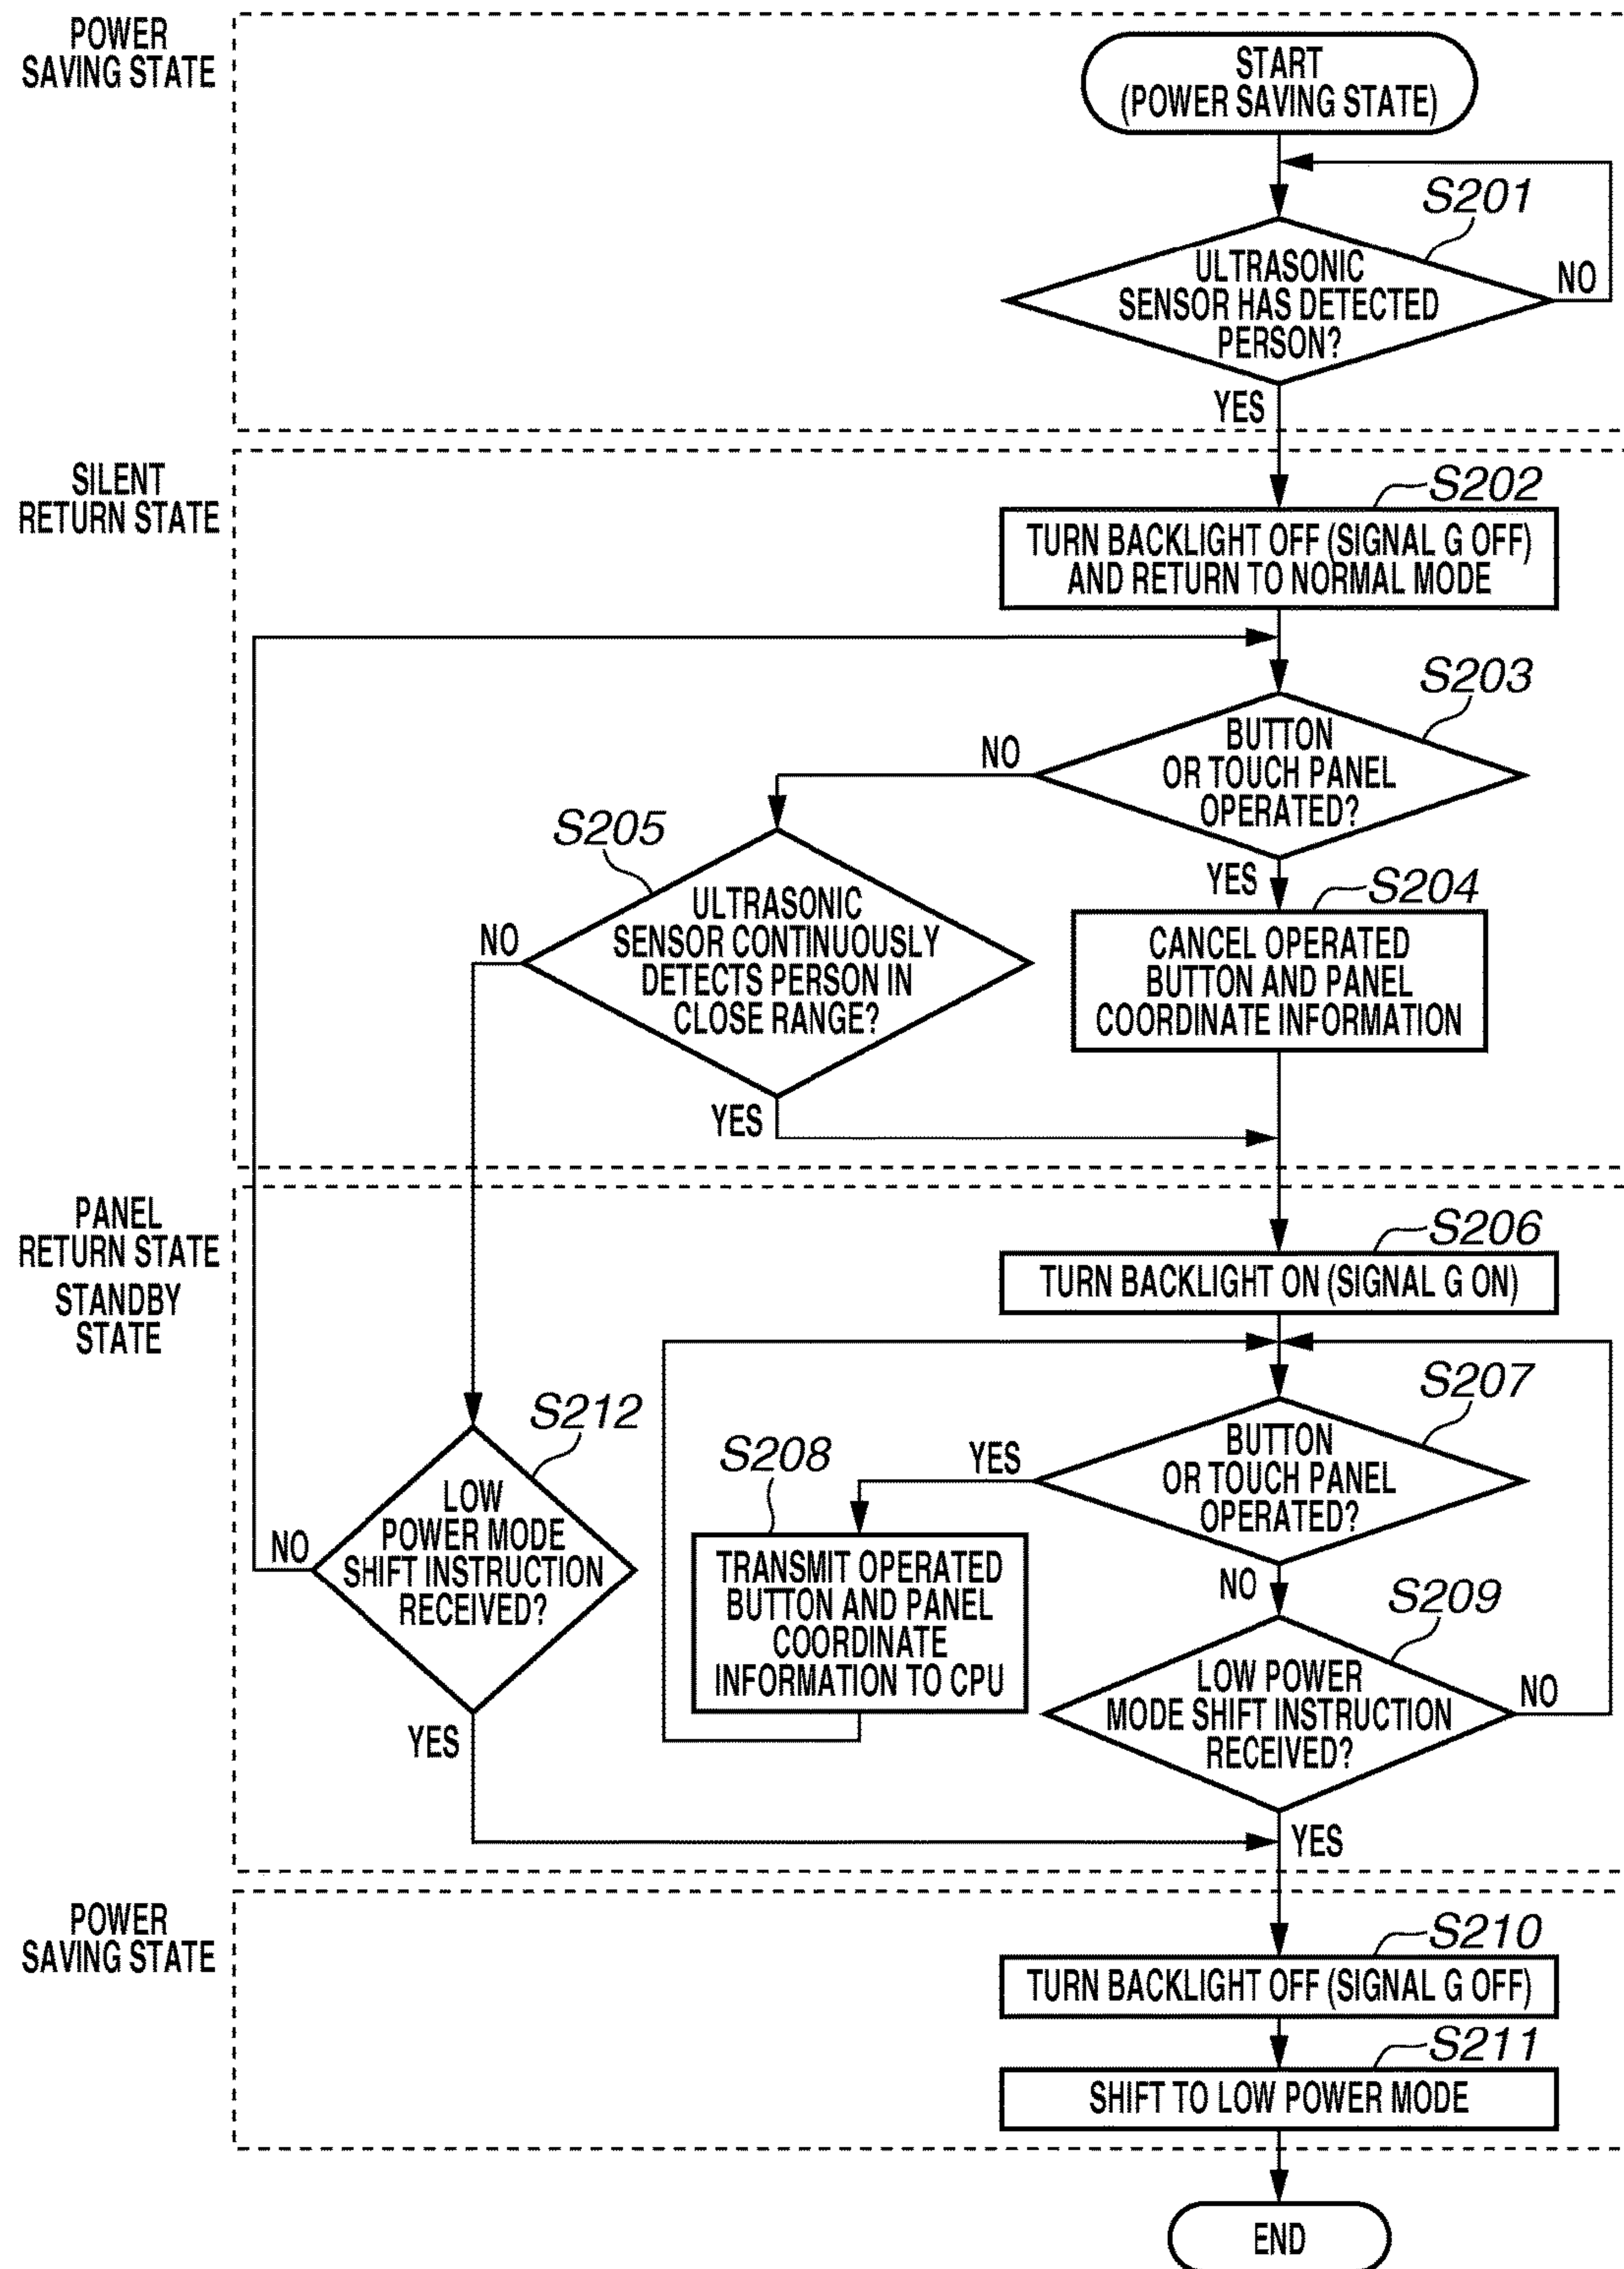 POWER
SAVING STATE
START
(POWER SAVING STATE)
S201
ULTRASONIC
SENSOR HAS DETECTED
PERSON?
NO
YES
SILENT
RETURN STATE
S202
TURN BACKLIGHT OFF (SIGNAL G OFF)
AND RETURN TO NORMAL MODE
S203
BUTTON
OR TOUCH PANEL
OPERATED?
NO
YES
S205
ULTRASONIC
SENSOR CONTINUOUSLY
DETECTS PERSON IN
CLOSE RANGE?
NO
YES
S204
CANCEL OPERATED
BUTTON AND PANEL
COORDINATE INFORMATION
PANEL
RETURN STATE
STANDBY
STATE
S206
TURN BACKLIGHT ON (SIGNAL G ON)
S207
BUTTON
OR TOUCH PANEL
OPERATED?
YES
NO
S208
TRANSMIT OPERATED
BUTTON AND PANEL
COORDINATE
INFORMATION TO CPU
S212
LOW
POWER MODE
SHIFT INSTRUCTION
RECEIVED?
NO
YES
S209
LOW POWER
MODE SHIFT INSTRUCTION
RECEIVED?
NO
YES
POWER
SAVING STATE
S210
TURN BACKLIGHT OFF (SIGNAL G OFF)
S211
SHIFT TO LOW POWER MODE
END